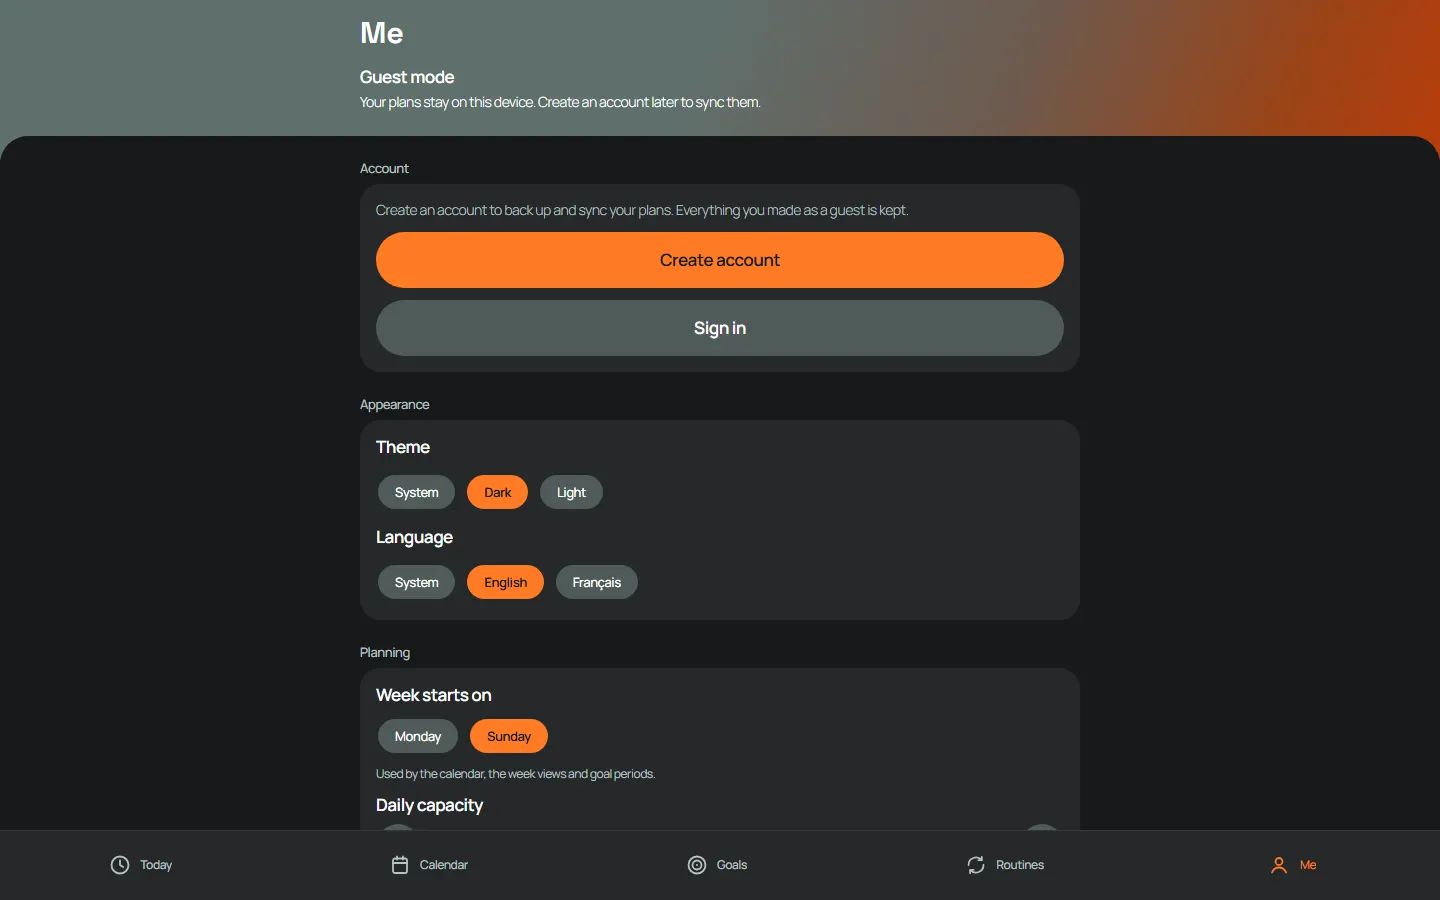 Me
Guest mode
Your plans stay on this device. Create an account later to sync them.
Account
Create an account to back up and sync your plans. Everything you made as a guest is kept.
Create account
Sign in
Appearance
Theme
System Dark Light
Language
System English Français
Planning
Week starts on
Monday Sunday
Used by the calendar, the week views and goal periods.
Daily capacity
Today Calendar Goals Routines Me